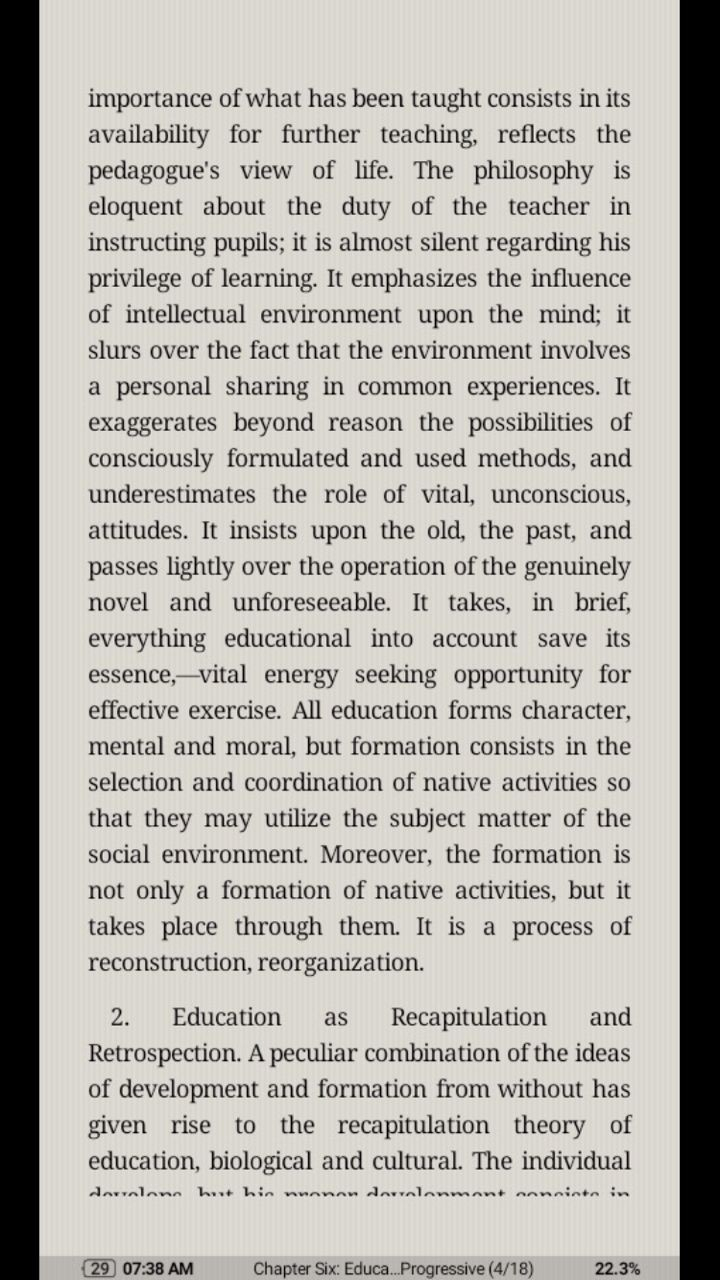 importance of what has been taught consists in its
availability for further teaching, reflects the
pedagogue's view of life. The philosophy is
eloquent about the duty of the teacher in
instructing pupils; it is almost silent regarding his
privilege of learning. It emphasizes the influence
of intellectual environment upon the mind; it
slurs over the fact that the environment involves
a personal sharing in common experiences. It
exaggerates beyond reason the possibilities of
consciously formulated and used methods, and
underestimates the role of vital, unconscious,
attitudes. It insists upon the old, the past, and
passes lightly over the operation of the genuinely
novel and unforeseeable. It takes, in brief,
everything educational into account save its
essence,—vital energy seeking opportunity for
effective exercise. All education forms character,
mental and moral, but formation consists in the
selection and coordination of native activities so
that they may utilize the subject matter of the
social environment. Moreover, the formation is
not only a formation of native activities, but it
takes place through them. It is a process of
reconstruction, reorganization.
2. Education as Recapitulation and
Retrospection. A peculiar combination of the ideas
of development and formation from without has
given rise to the recapitulation theory of
education, biological and cultural. The individual
develops, but his proper development consists in
29 07:38 AM Chapter Six: Educa...Progressive (4/18) 22.3%